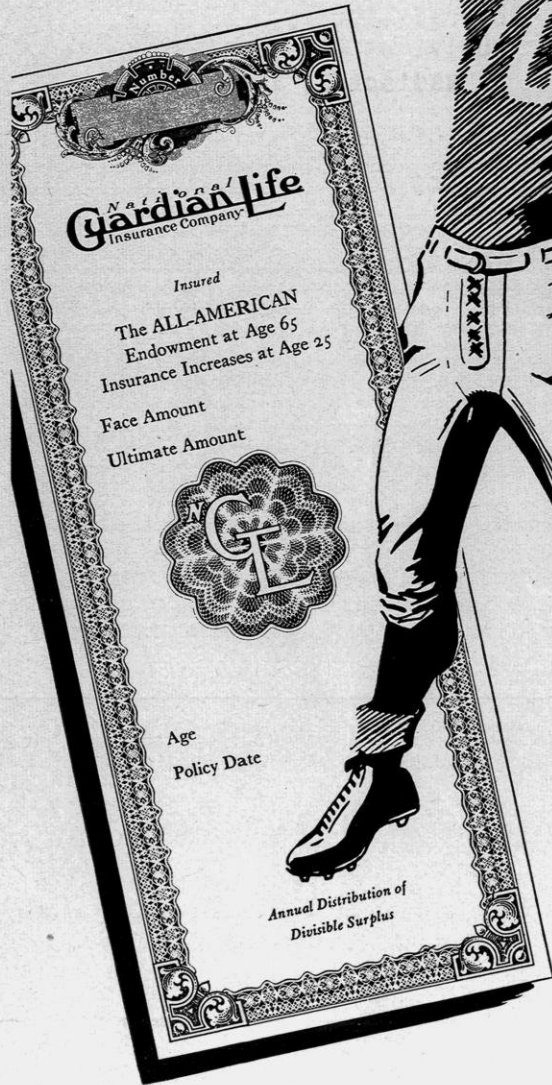 Number
National
Guardian Life
Insurance Company
Insured
The ALL-AMERICAN
Endowment at Age 65
Insurance Increases at Age 25
Face Amount
Ultimate Amount
NGL
Age
Policy Date
Annual Distribution of
Divisible Surplus